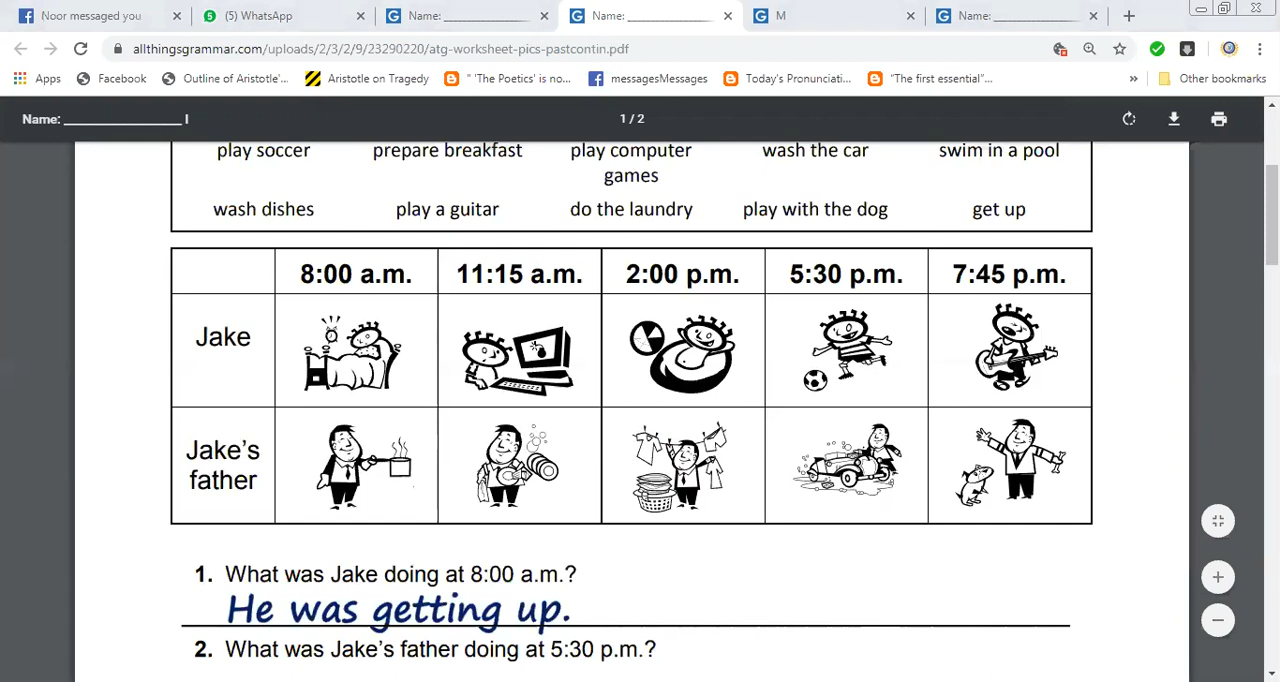 Noor messaged you
(5) WhatsApp
Name: ____________
Name: ____________
M
Name: ____________
allthingsgrammar.com/uploads/2/3/2/9/23290220/atg-worksheet-pics-pastcontin.pdf
Apps
Facebook
Outline of Aristotle'...
Aristotle on Tragedy
" 'The Poetics' is no...
messagesMessages
Today's Pronunciati...
"The first essential"...
»
Other bookmarks
Name: ______________ I
1 / 2
play soccer
prepare breakfast
play computer games
wash the car
swim in a pool
wash dishes
play a guitar
do the laundry
play with the dog
get up
8:00 a.m.
11:15 a.m.
2:00 p.m.
5:30 p.m.
7:45 p.m.
Jake
Jake's
father
1. What was Jake doing at 8:00 a.m.?
He was getting up.
2. What was Jake's father doing at 5:30 p.m.?